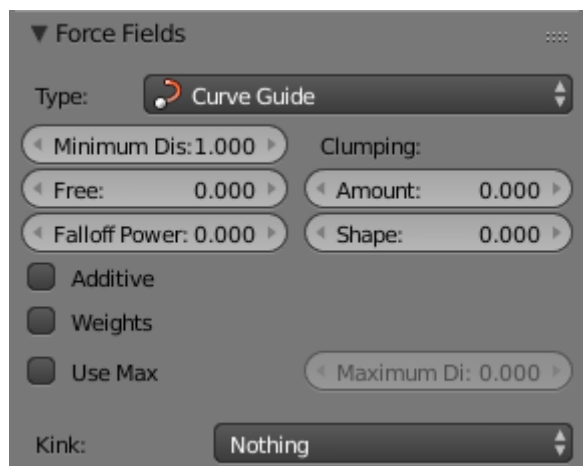 Force Fields
Type: Curve Guide
Minimum Dis: 1.000 Clumping:
Free: 0.000 Amount: 0.000
Falloff Power: 0.000 Shape: 0.000
Additive
Weights
Use Max Maximum Di: 0.000
Kink: Nothing